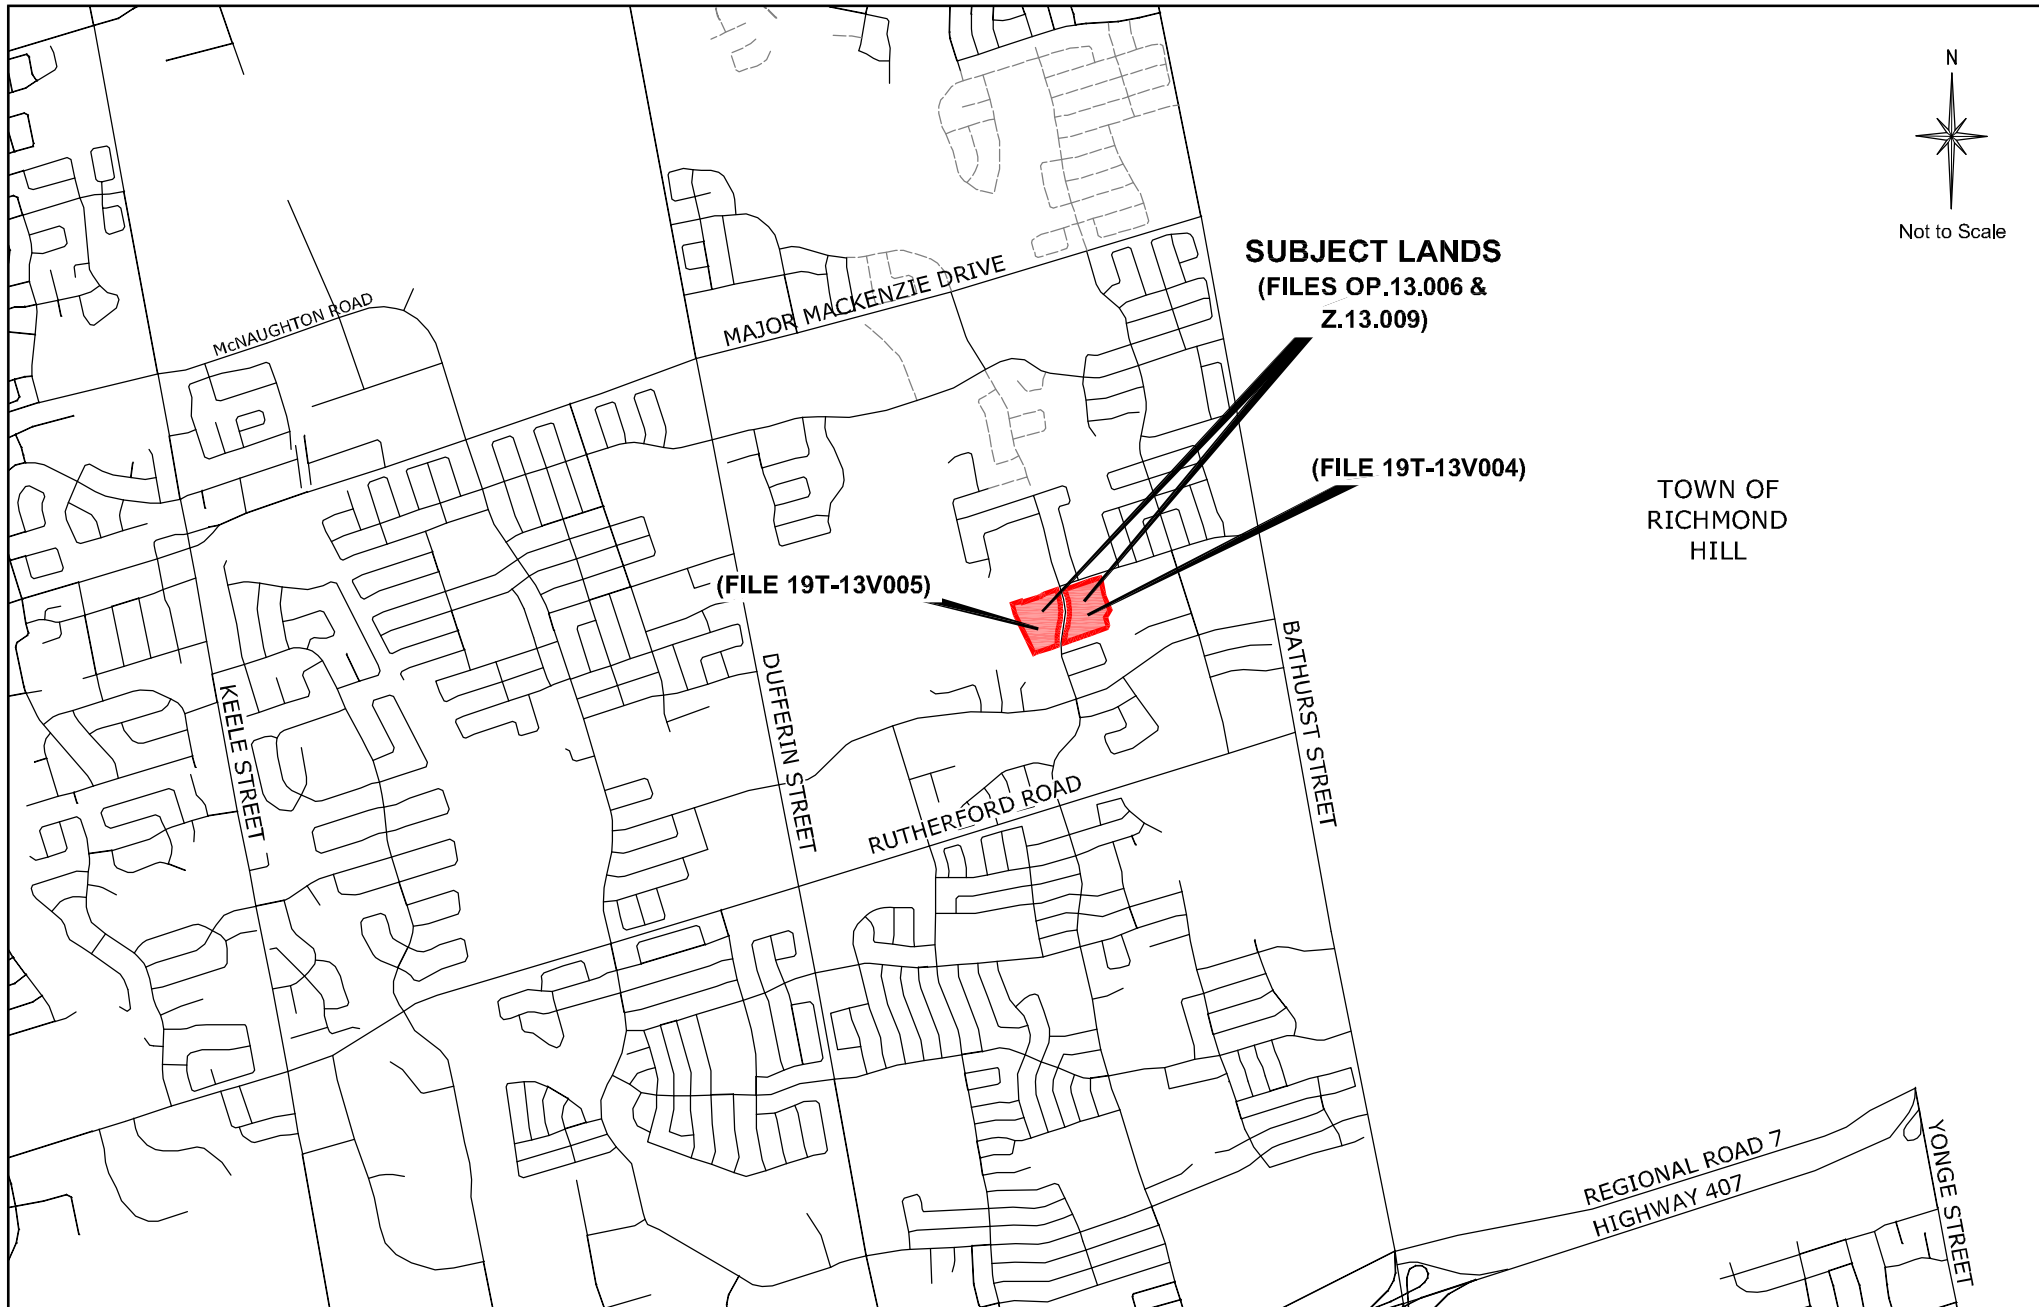 N
Not to Scale
SUBJECT LANDS
(FILES OP.13.006 &
Z.13.009)
MAJOR MACKENZIE DRIVE
McNAUGHTON ROAD
(FILE 19T-13V004)
TOWN OF
RICHMOND
HILL
(FILE 19T-13V005)
KEELE STREET
DUFFERIN STREET
BATHURST STREET
RUTHERFORD ROAD
REGIONAL ROAD 7
HIGHWAY 407
YONGE STREET